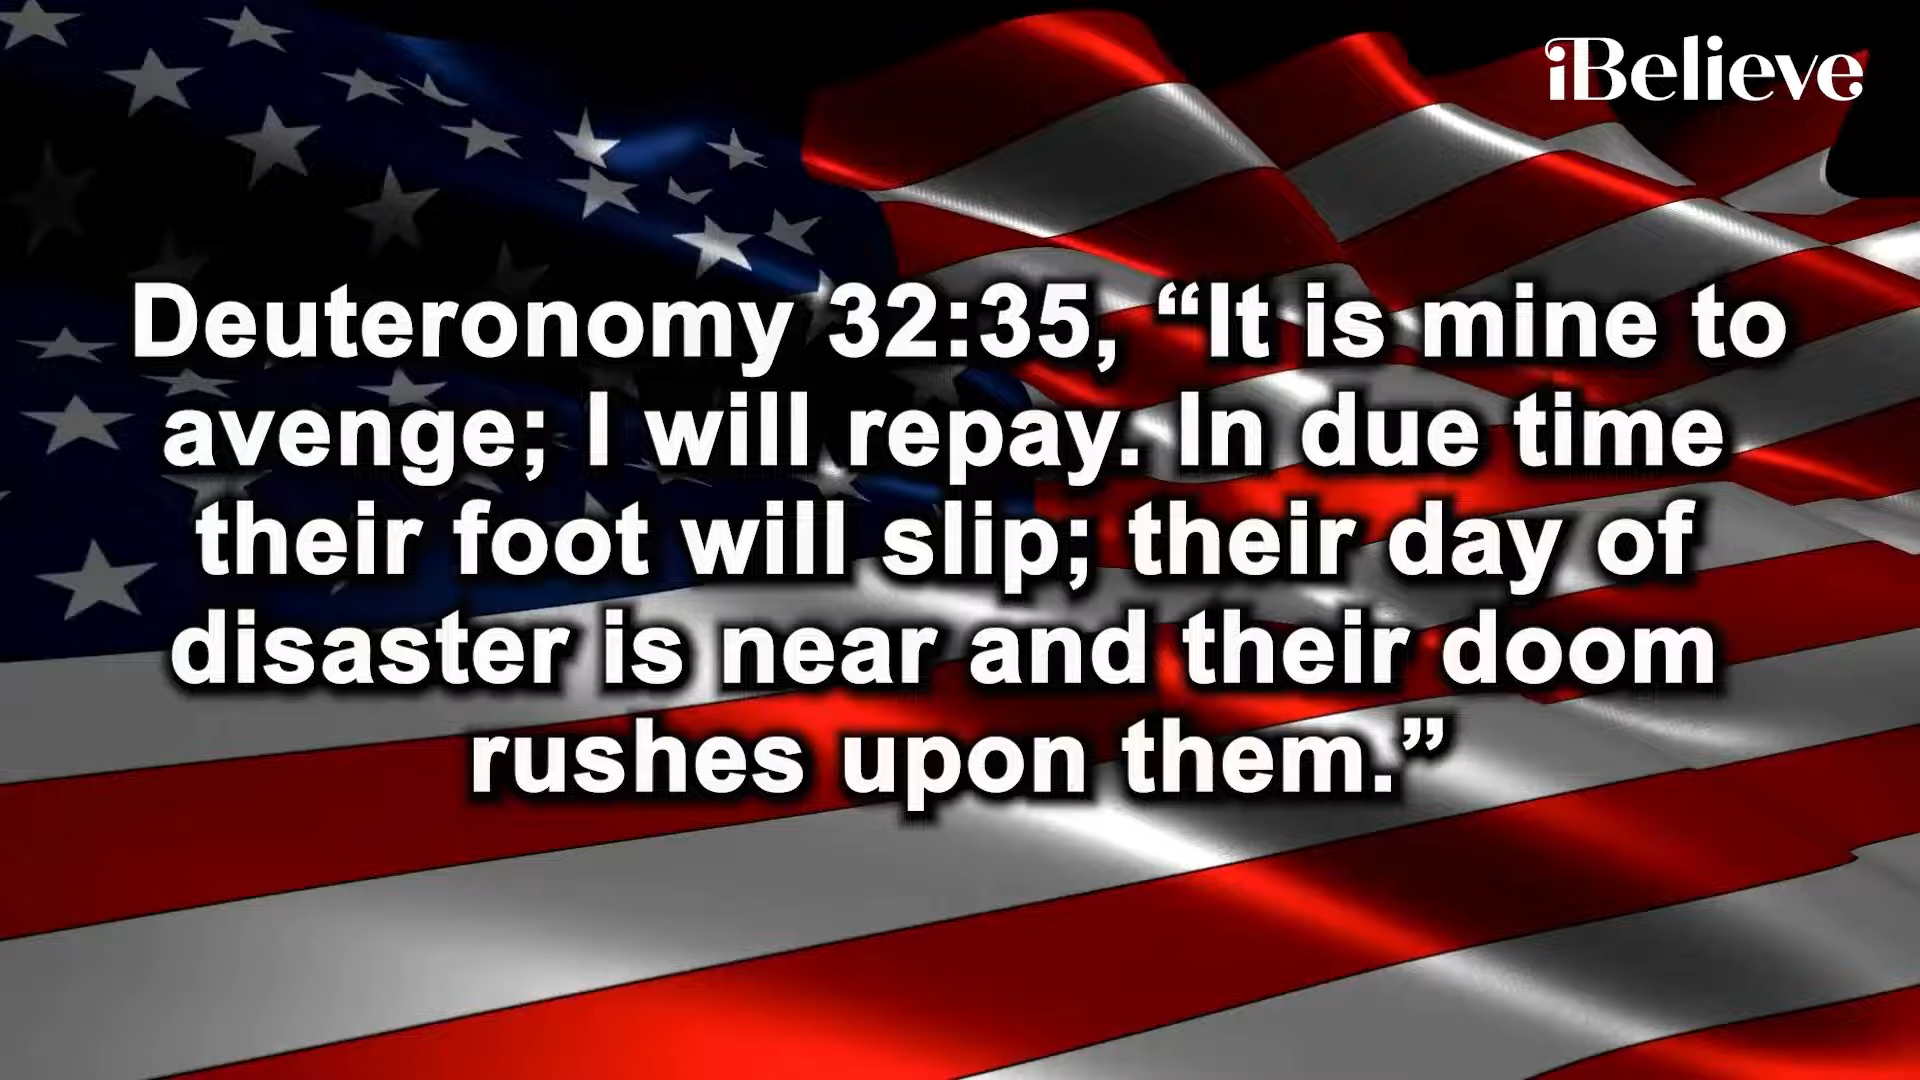 iBelieve
Deuteronomy 32:35, “It is mine to
avenge; I will repay. In due time
their foot will slip; their day of
disaster is near and their doom
rushes upon them.”